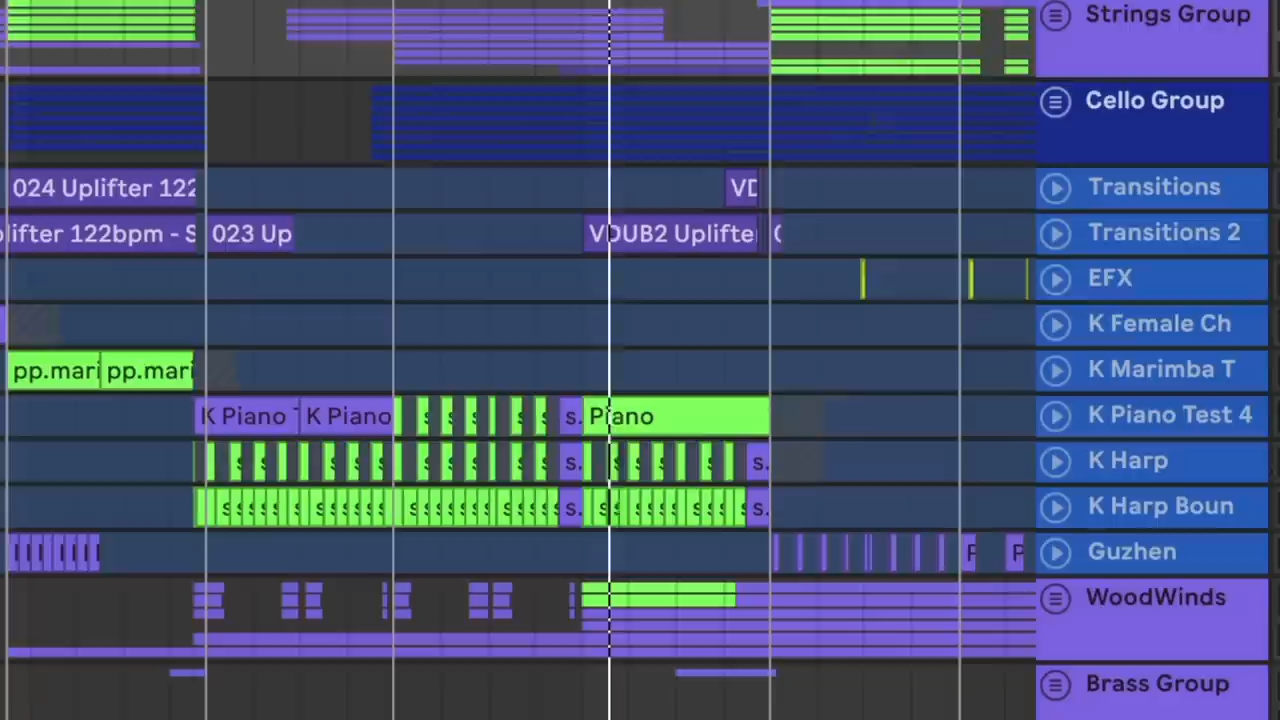 Strings Group
Cello Group
024 Uplifter 122
VD
Transitions
lifter 122bpm - S
023 Up
VDUB2 Uplifte
Transitions 2
EFX
K Female Ch
pp.mari
pp.mari
K Marimba T
K Piano
K Piano
s.
Piano
K Piano Test 4
s.
s.
K Harp
s.
s.
K Harp Boun
Guzhen
WoodWinds
Brass Group